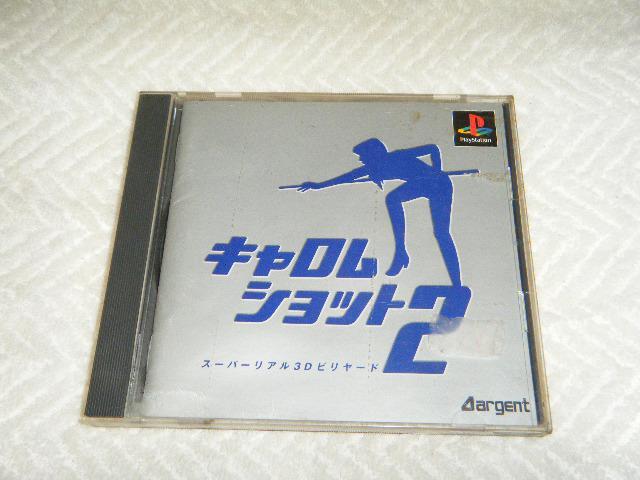 PlayStation
キャロム
ショット2
スーパーリアル3Dビリヤード
argent